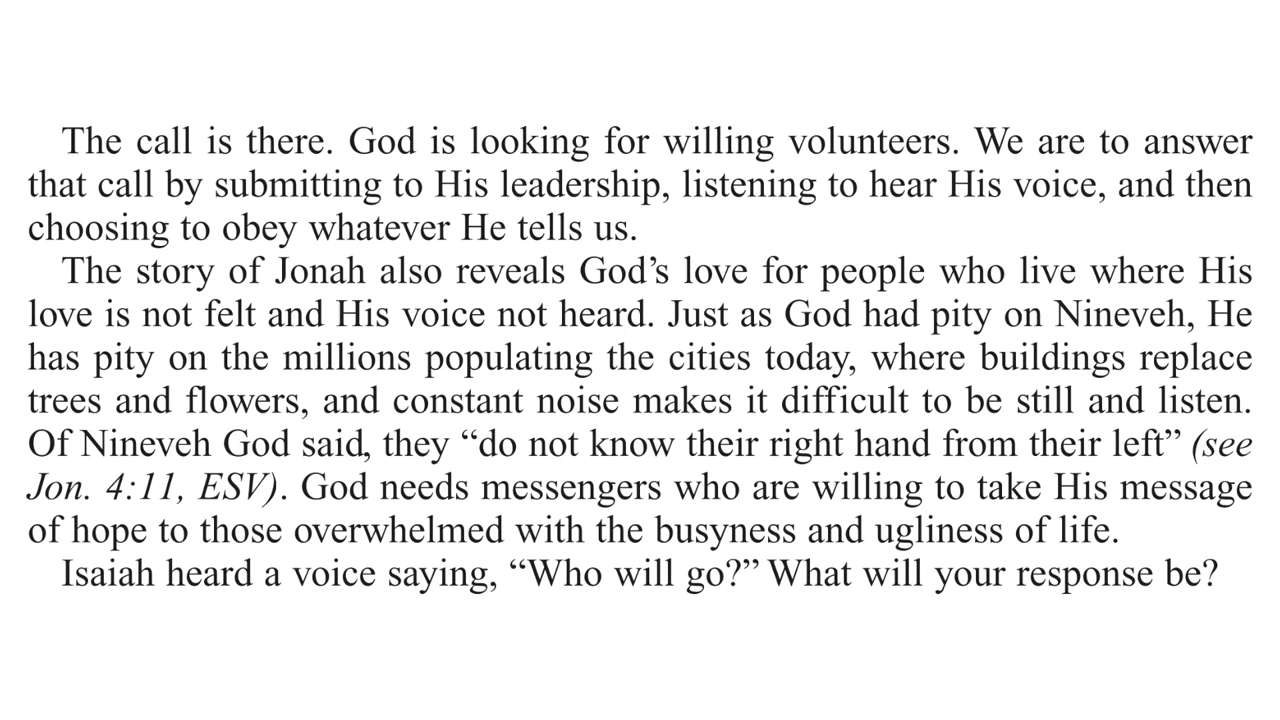 The call is there. God is looking for willing volunteers. We are to answer
that call by submitting to His leadership, listening to hear His voice, and then
choosing to obey whatever He tells us.
The story of Jonah also reveals God’s love for people who live where His
love is not felt and His voice not heard. Just as God had pity on Nineveh, He
has pity on the millions populating the cities today, where buildings replace
trees and flowers, and constant noise makes it difficult to be still and listen.
Of Nineveh God said, they “do not know their right hand from their left” (see
Jon. 4:11, ESV). God needs messengers who are willing to take His message
of hope to those overwhelmed with the busyness and ugliness of life.
Isaiah heard a voice saying, “Who will go?” What will your response be?